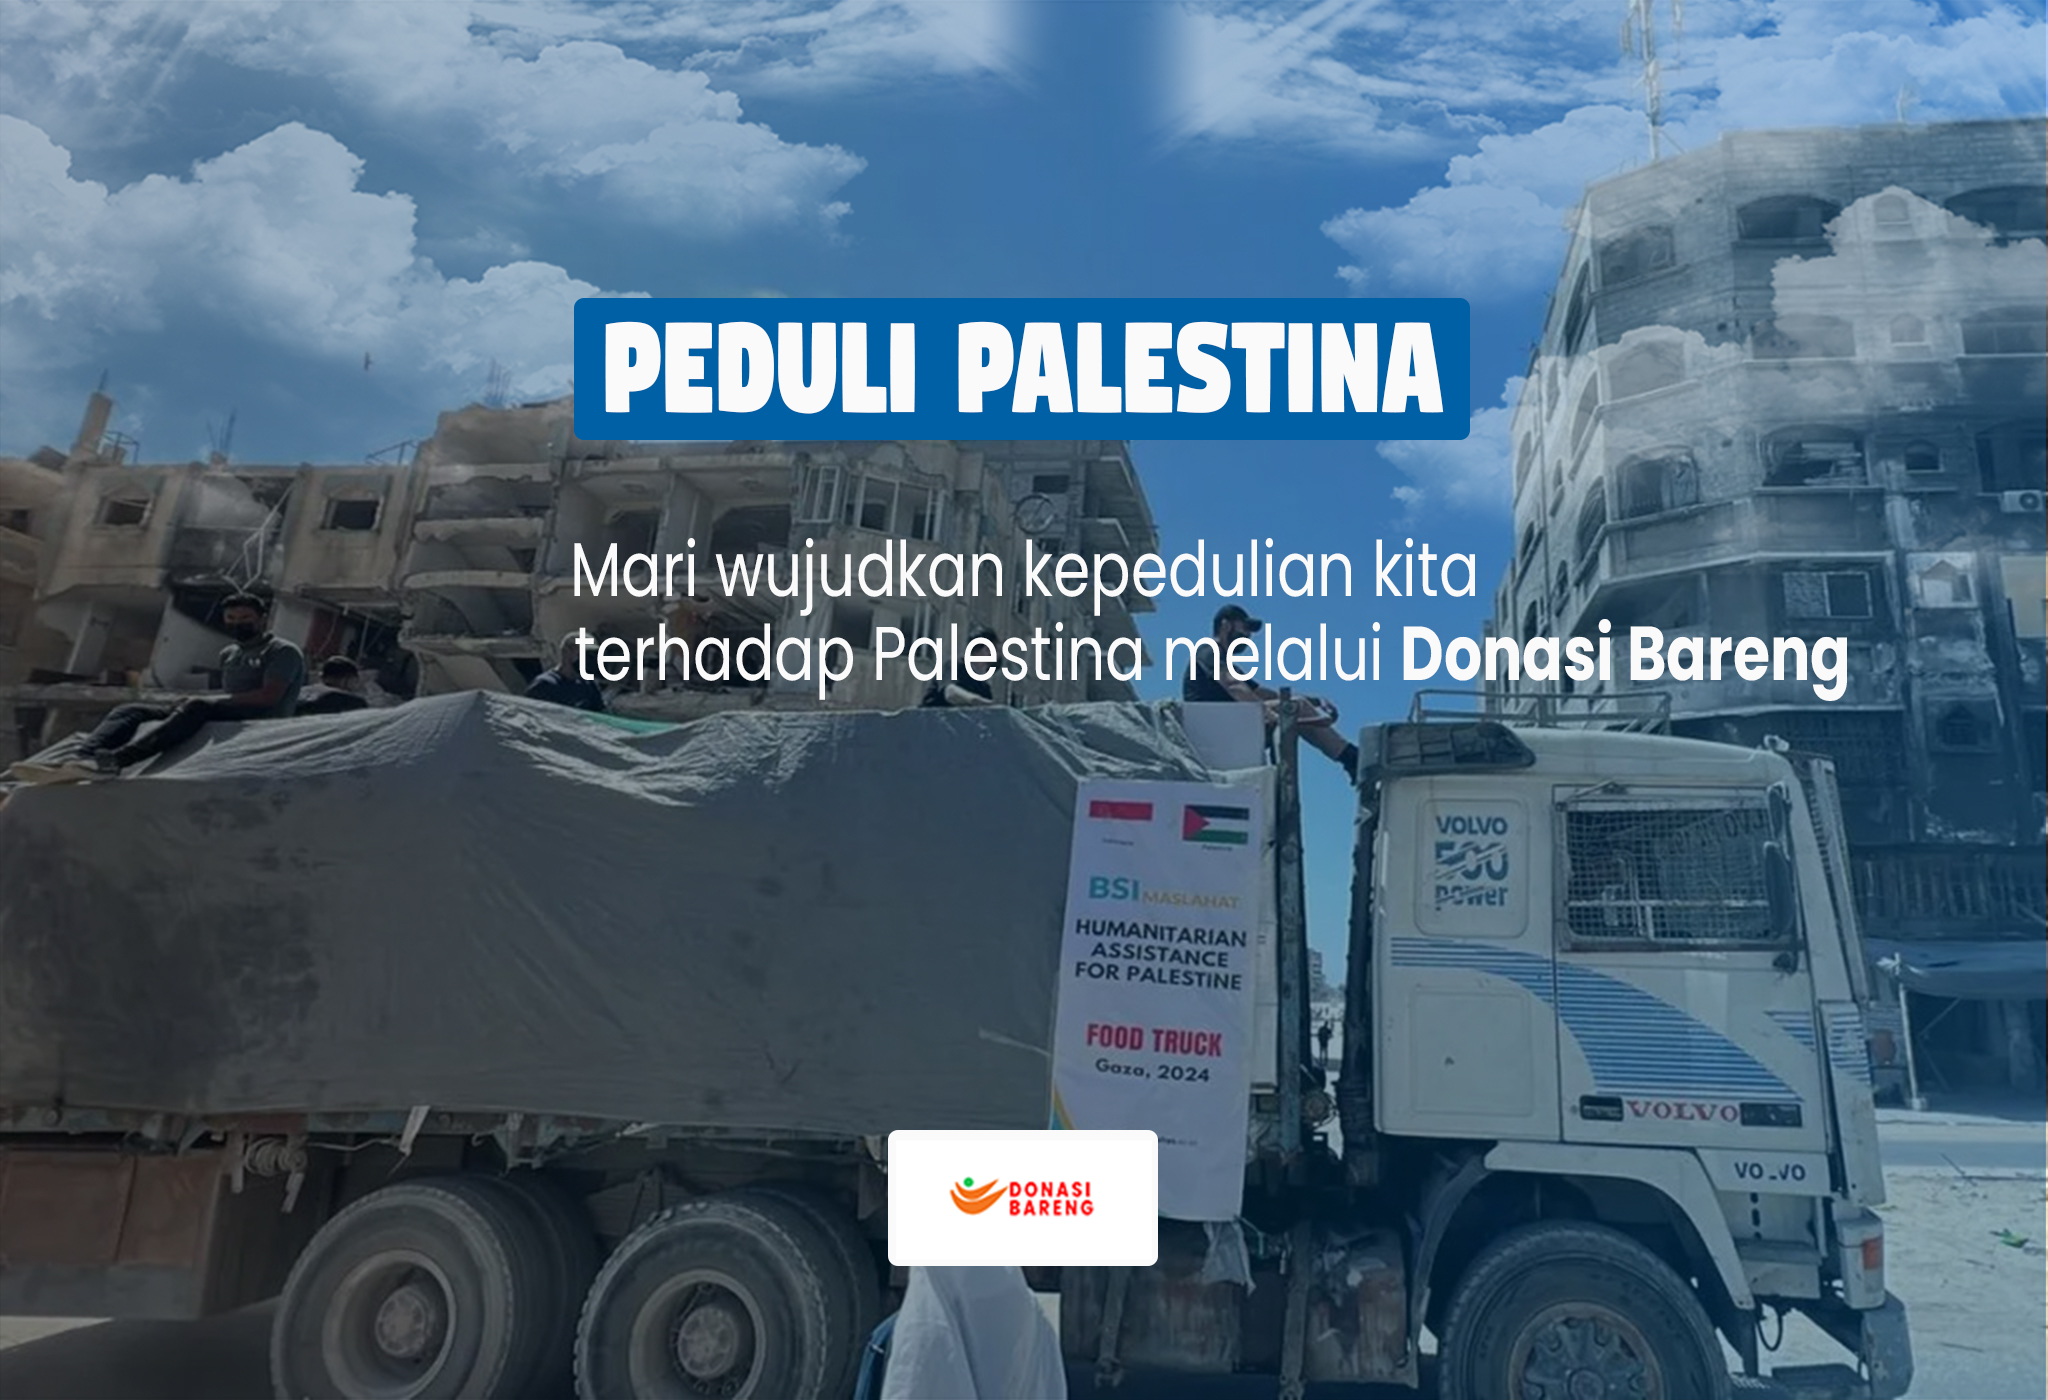 PEDULI PALESTINA
Mari wujudkan kepedulian kita
terhadap Palestina melalui Donasi Bareng
BSI MASLAHAT
HUMANITARIAN
ASSISTANCE
FOR PALESTINE
FOOD TRUCK
Gaza, 2024
VOLVO
500
power
VOLVO
VO_VO
DONASI
BARENG